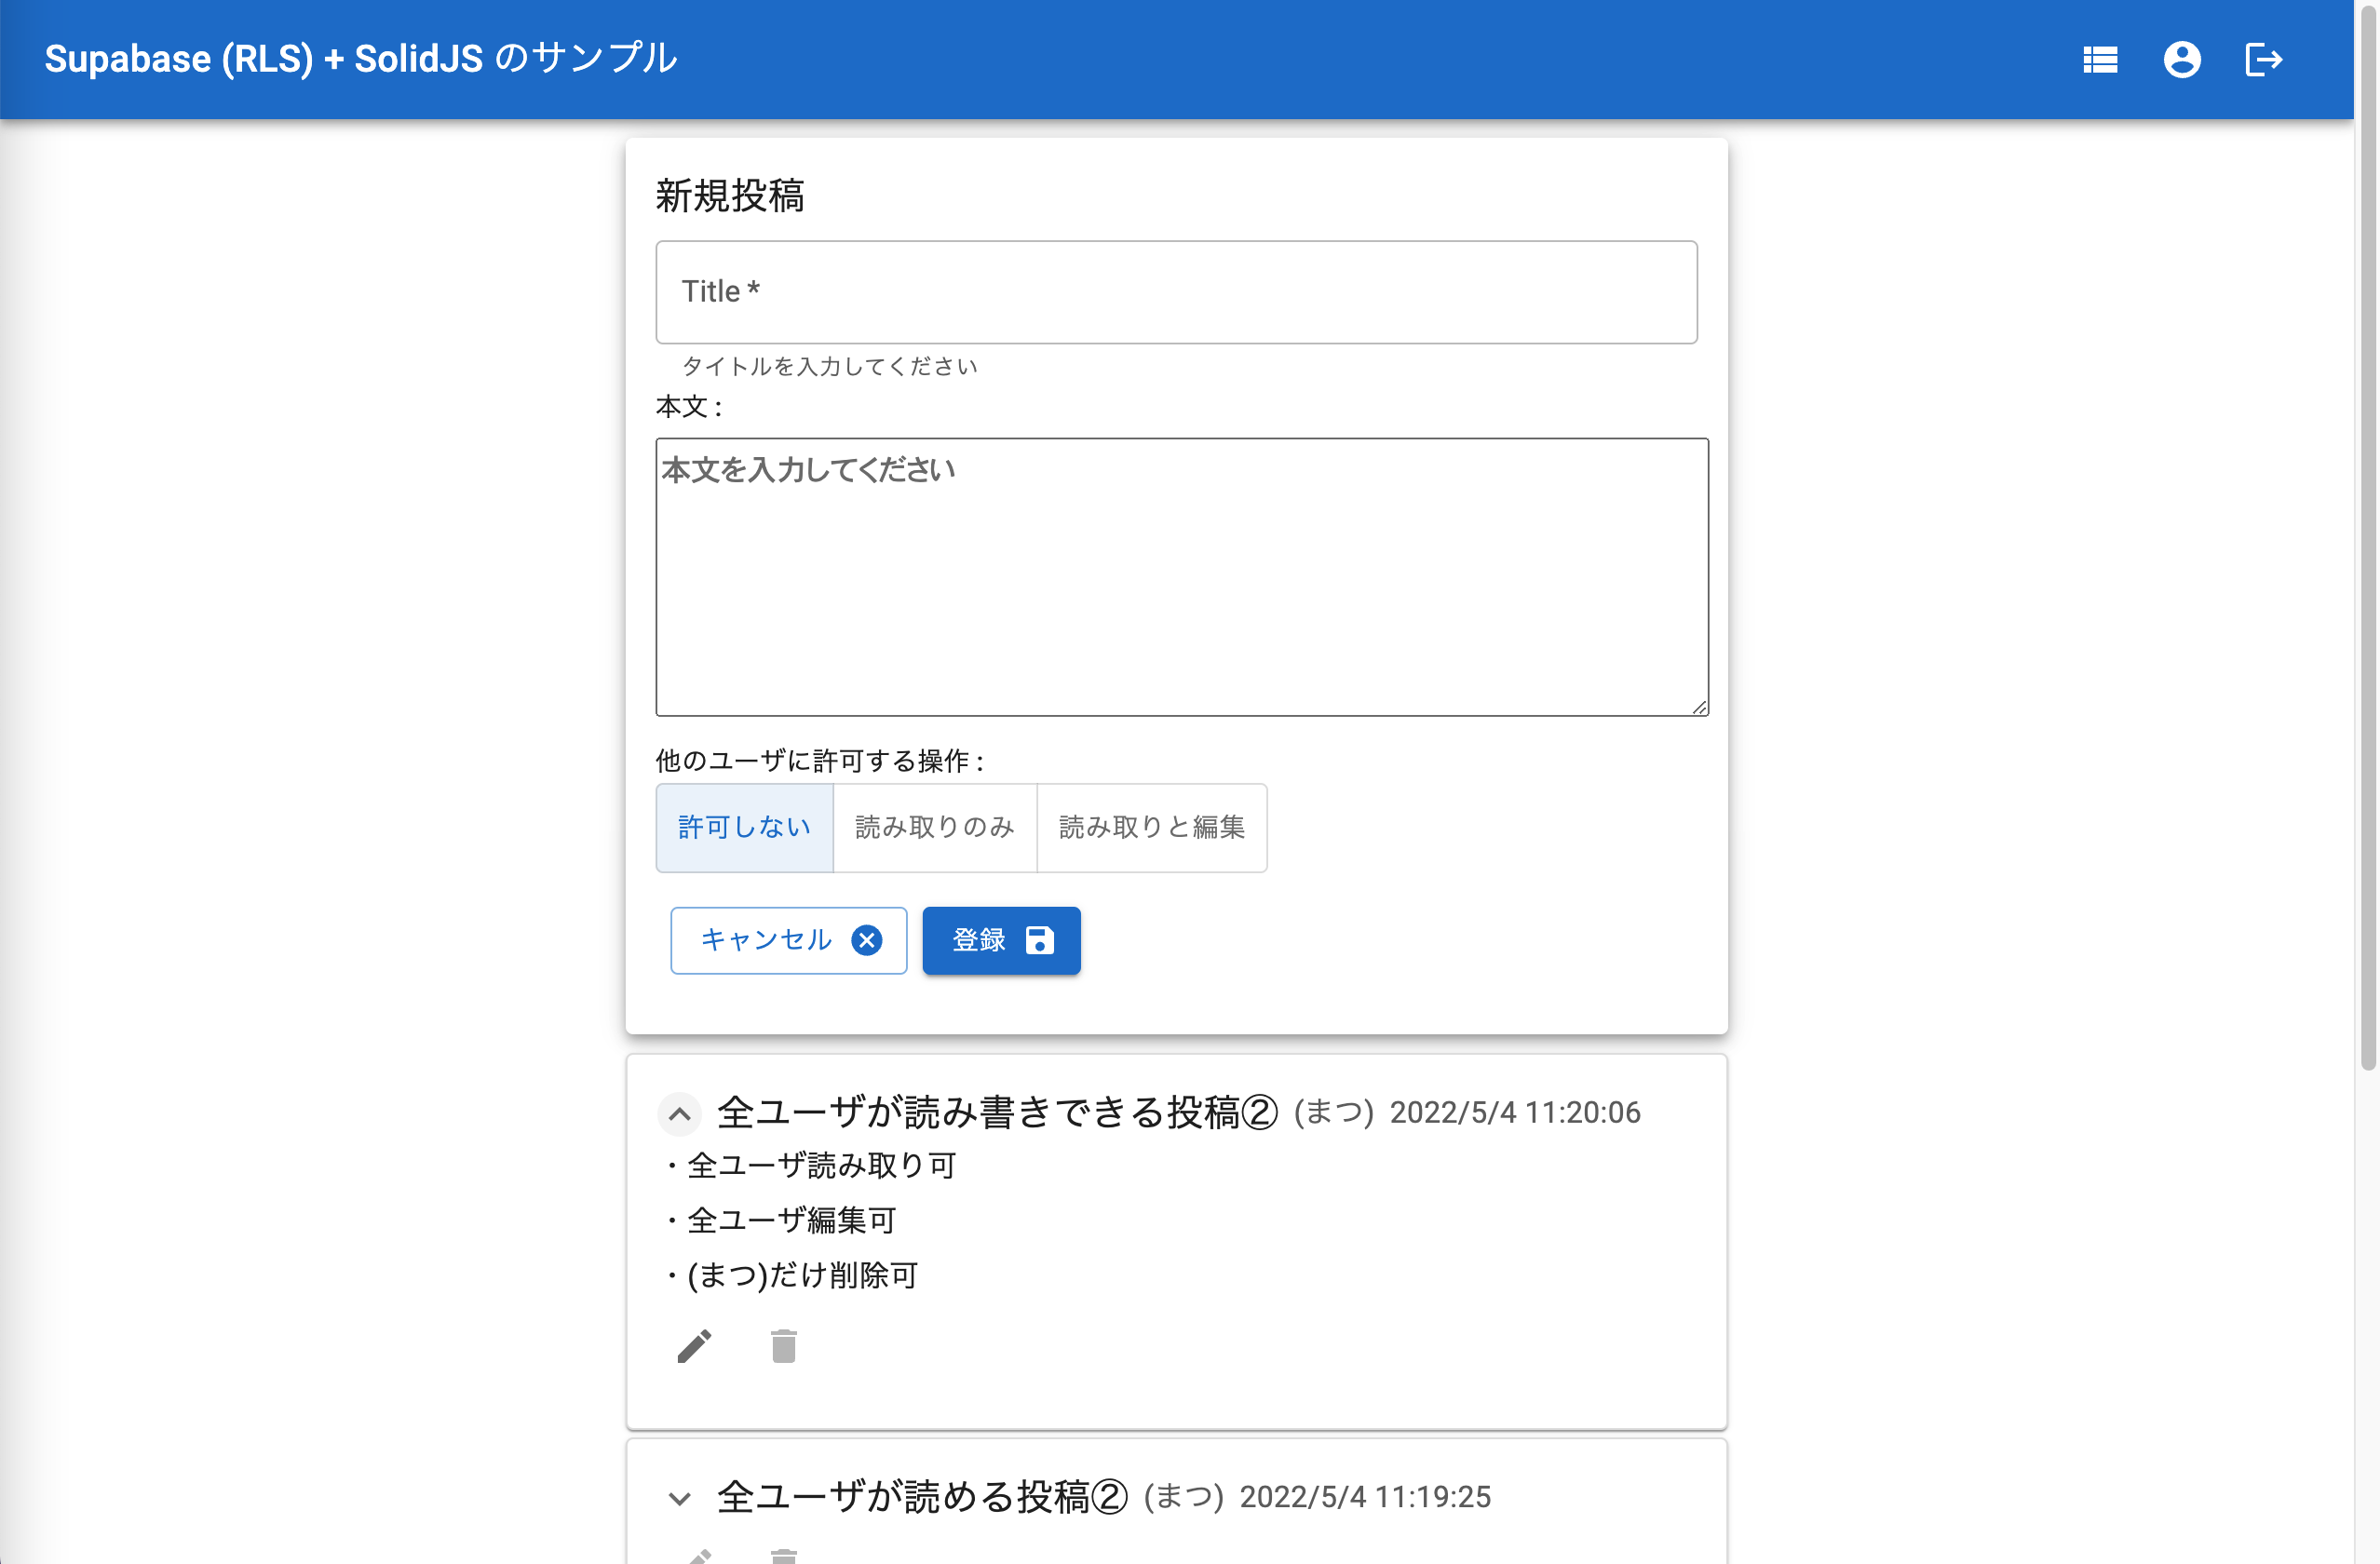 Supabase (RLS) + SolidJS のサンプル
新規投稿
Title *
タイトルを入力してください
本文 :
本文を入力してください
他のユーザに許可する操作 :
許可しない 読み取りのみ 読み取りと編集
キャンセル 登録
全ユーザが読み書きできる投稿② (まつ) 2022/5/4 11:20:06
・全ユーザ読み取り可
・全ユーザ編集可
・(まつ)だけ削除可
全ユーザが読める投稿② (まつ) 2022/5/4 11:19:25